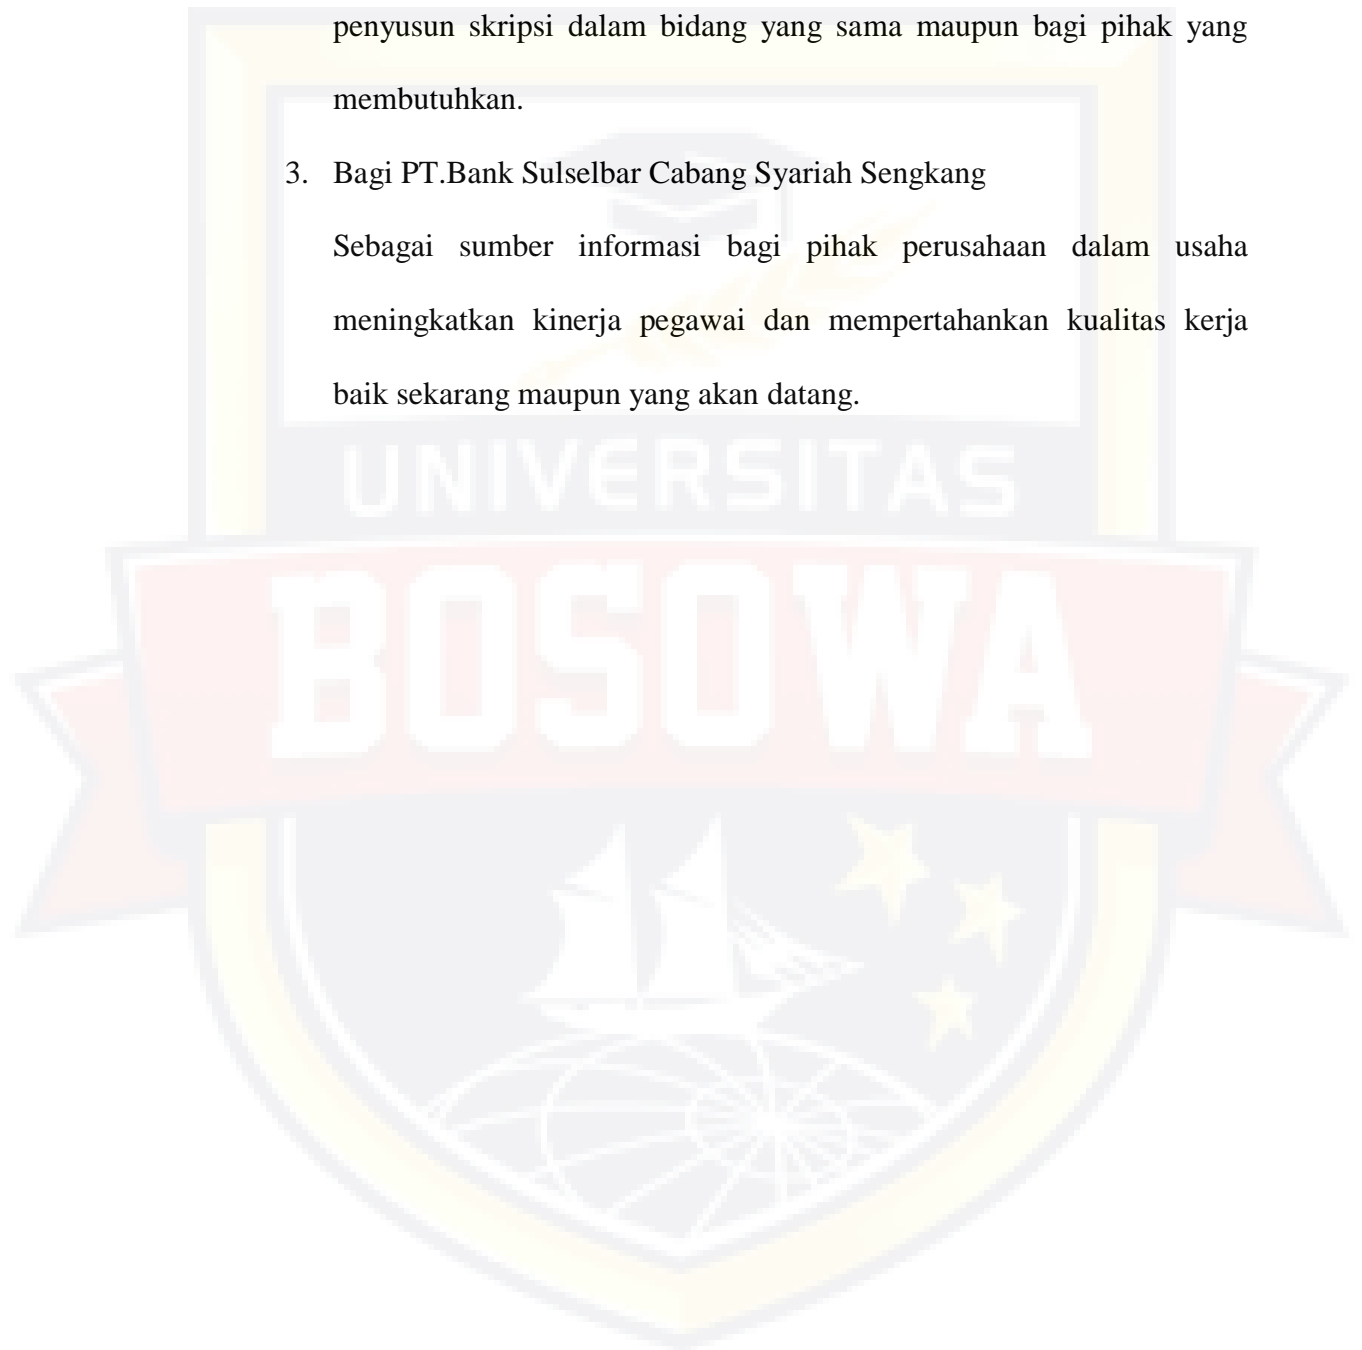 penyusun skripsi dalam bidang yang sama maupun bagi pihak yang
membutuhkan.
3. Bagi PT.Bank Sulselbar Cabang Syariah Sengkang
Sebagai sumber informasi bagi pihak perusahaan dalam usaha
meningkatkan kinerja pegawai dan mempertahankan kualitas kerja
baik sekarang maupun yang akan datang.
UNIVERSITAS
BOSOWA